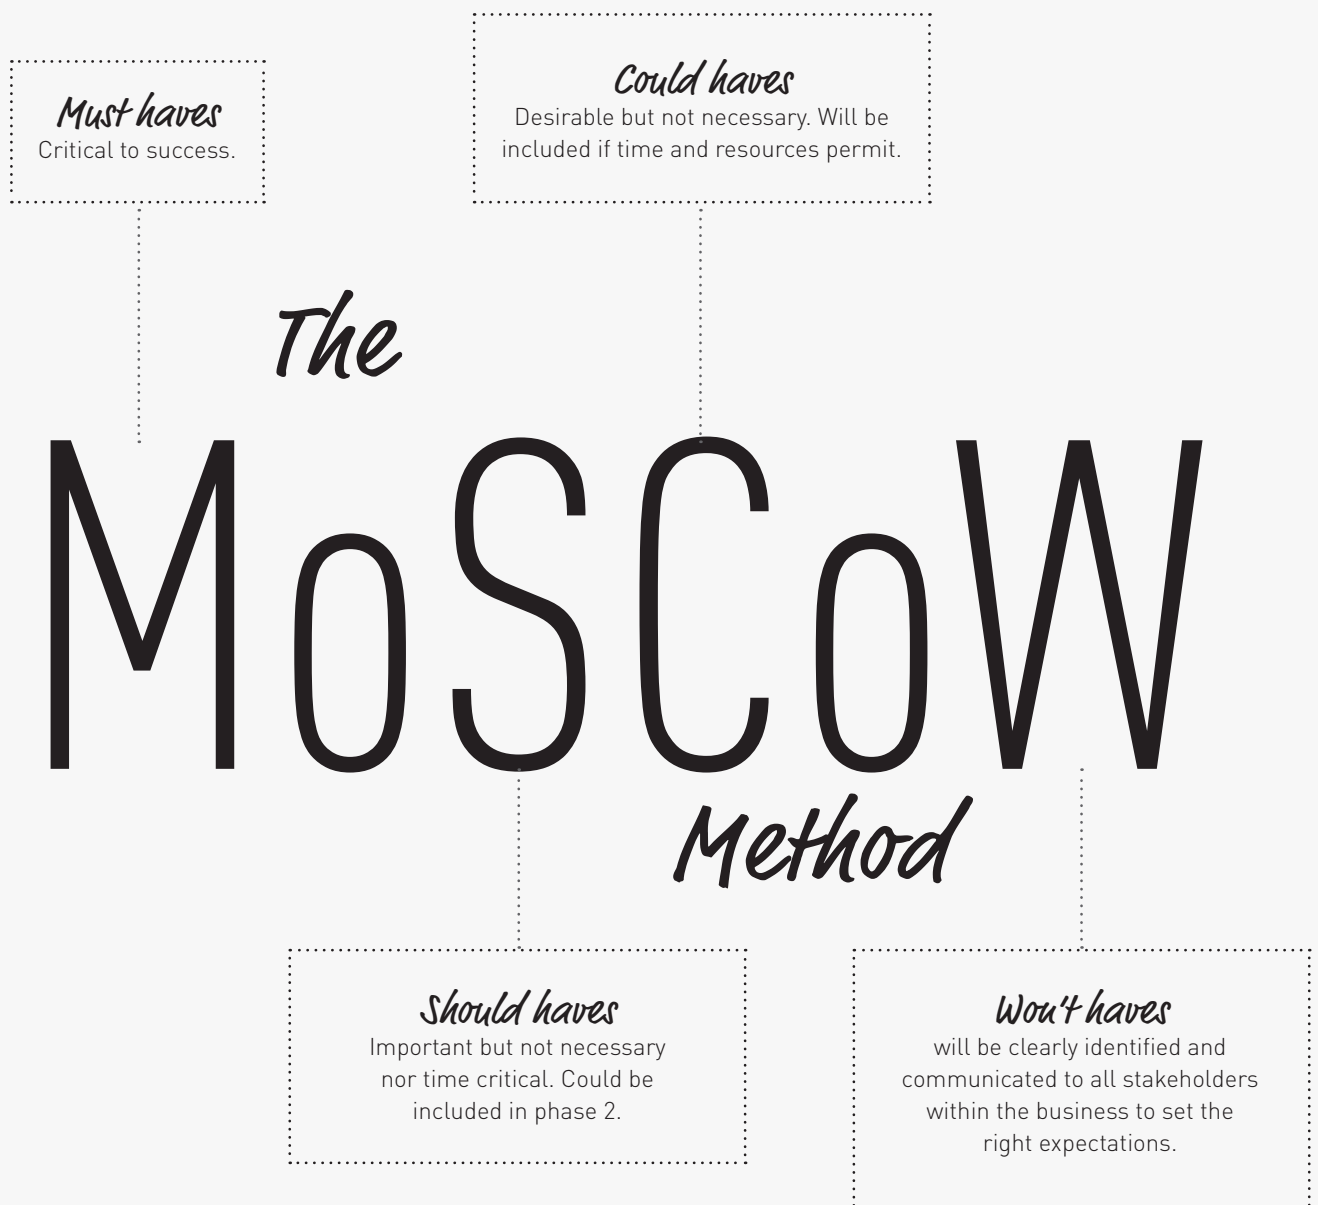 Must haves
Critical to success.
Could haves
Desirable but not necessary. Will be
included if time and resources permit.
The
MoSCoW
Method
Should haves
Important but not necessary
nor time critical. Could be
included in phase 2.
Won't haves
will be clearly identified and
communicated to all stakeholders
within the business to set the
right expectations.